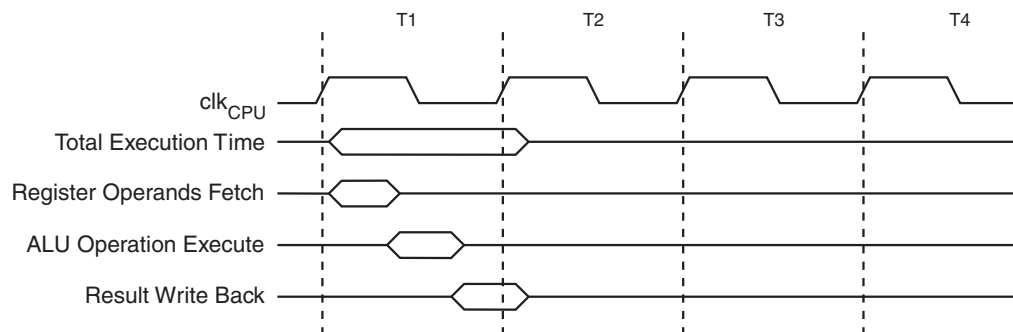 T1 T2 T3 T4
clkCPU
Total Execution Time
Register Operands Fetch
ALU Operation Execute
Result Write Back